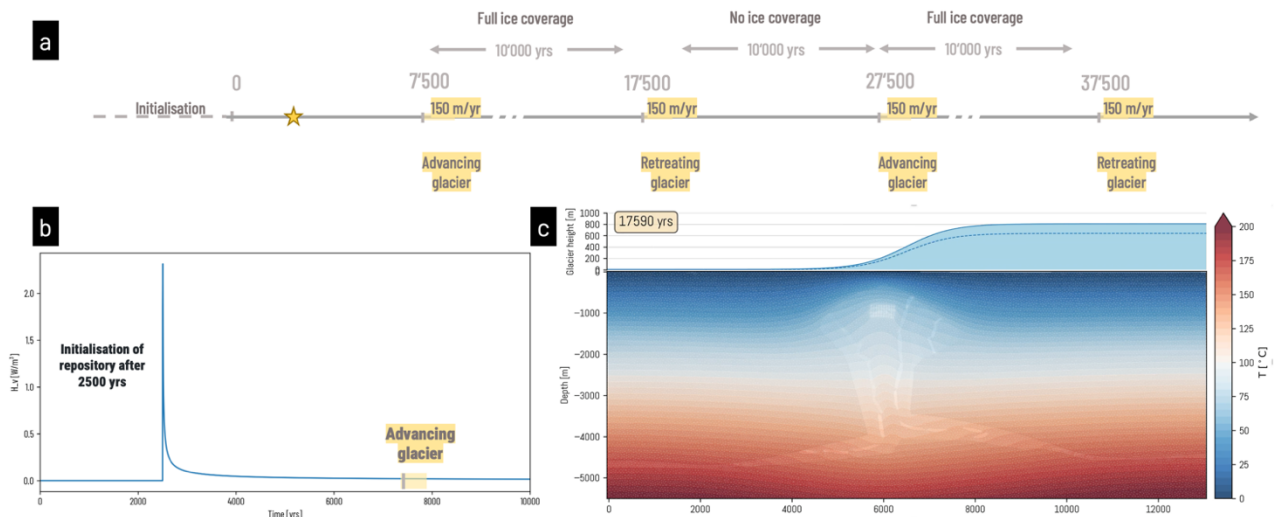 a
Full ice coverage
No ice coverage
Full ice coverage
10'000 yrs
10'000 yrs
10'000 yrs
0
7'500
17'500
27'500
37'500
Initialisation
150 m/yr
150 m/yr
150 m/yr
150 m/yr
Advancing
glacier
Retreating
glacier
Advancing
glacier
Retreating
glacier
b
H_v [W/m³]
2.0
1.5
1.0
0.5
0.0
Initialisation of
repository after
2500 yrs
Advancing
glacier
0
2000
4000
6000
8000
10000
Time [yrs]
c
Glacier height [m]
1000
800
600
400
200
0
17590 yrs
Depth [m]
0
−1000
−2000
−3000
−4000
−5000
0
2000
4000
6000
8000
10000
12000
200
175
150
125
100
75
50
25
0
T [°C]